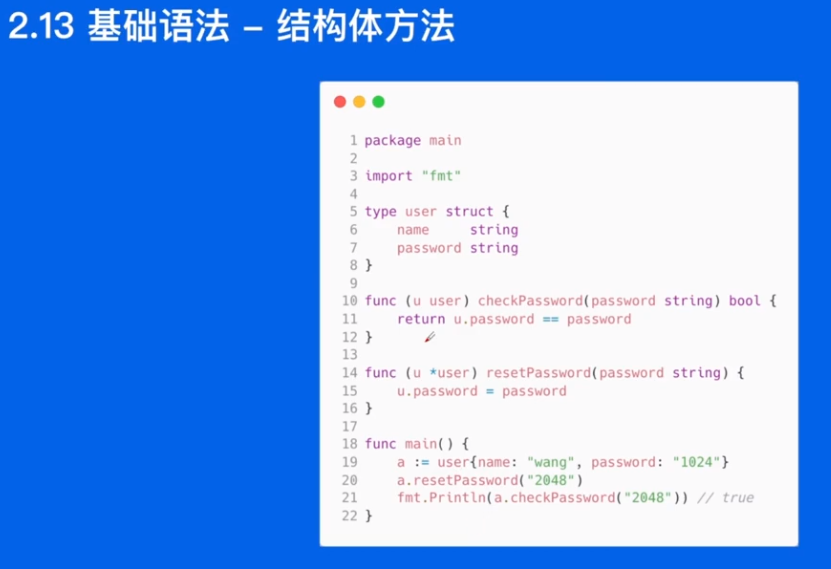 2.13 基础语法 – 结构体方法
1 package main
2
3 import "fmt"
4
5 type user struct {
6     name     string
7     password string
8 }
9
10 func (u user) checkPassword(password string) bool {
11     return u.password == password
12 }
13
14 func (u *user) resetPassword(password string) {
15     u.password = password
16 }
17
18 func main() {
19     a := user{name: "wang", password: "1024"}
20     a.resetPassword("2048")
21     fmt.Println(a.checkPassword("2048")) // true
22 }